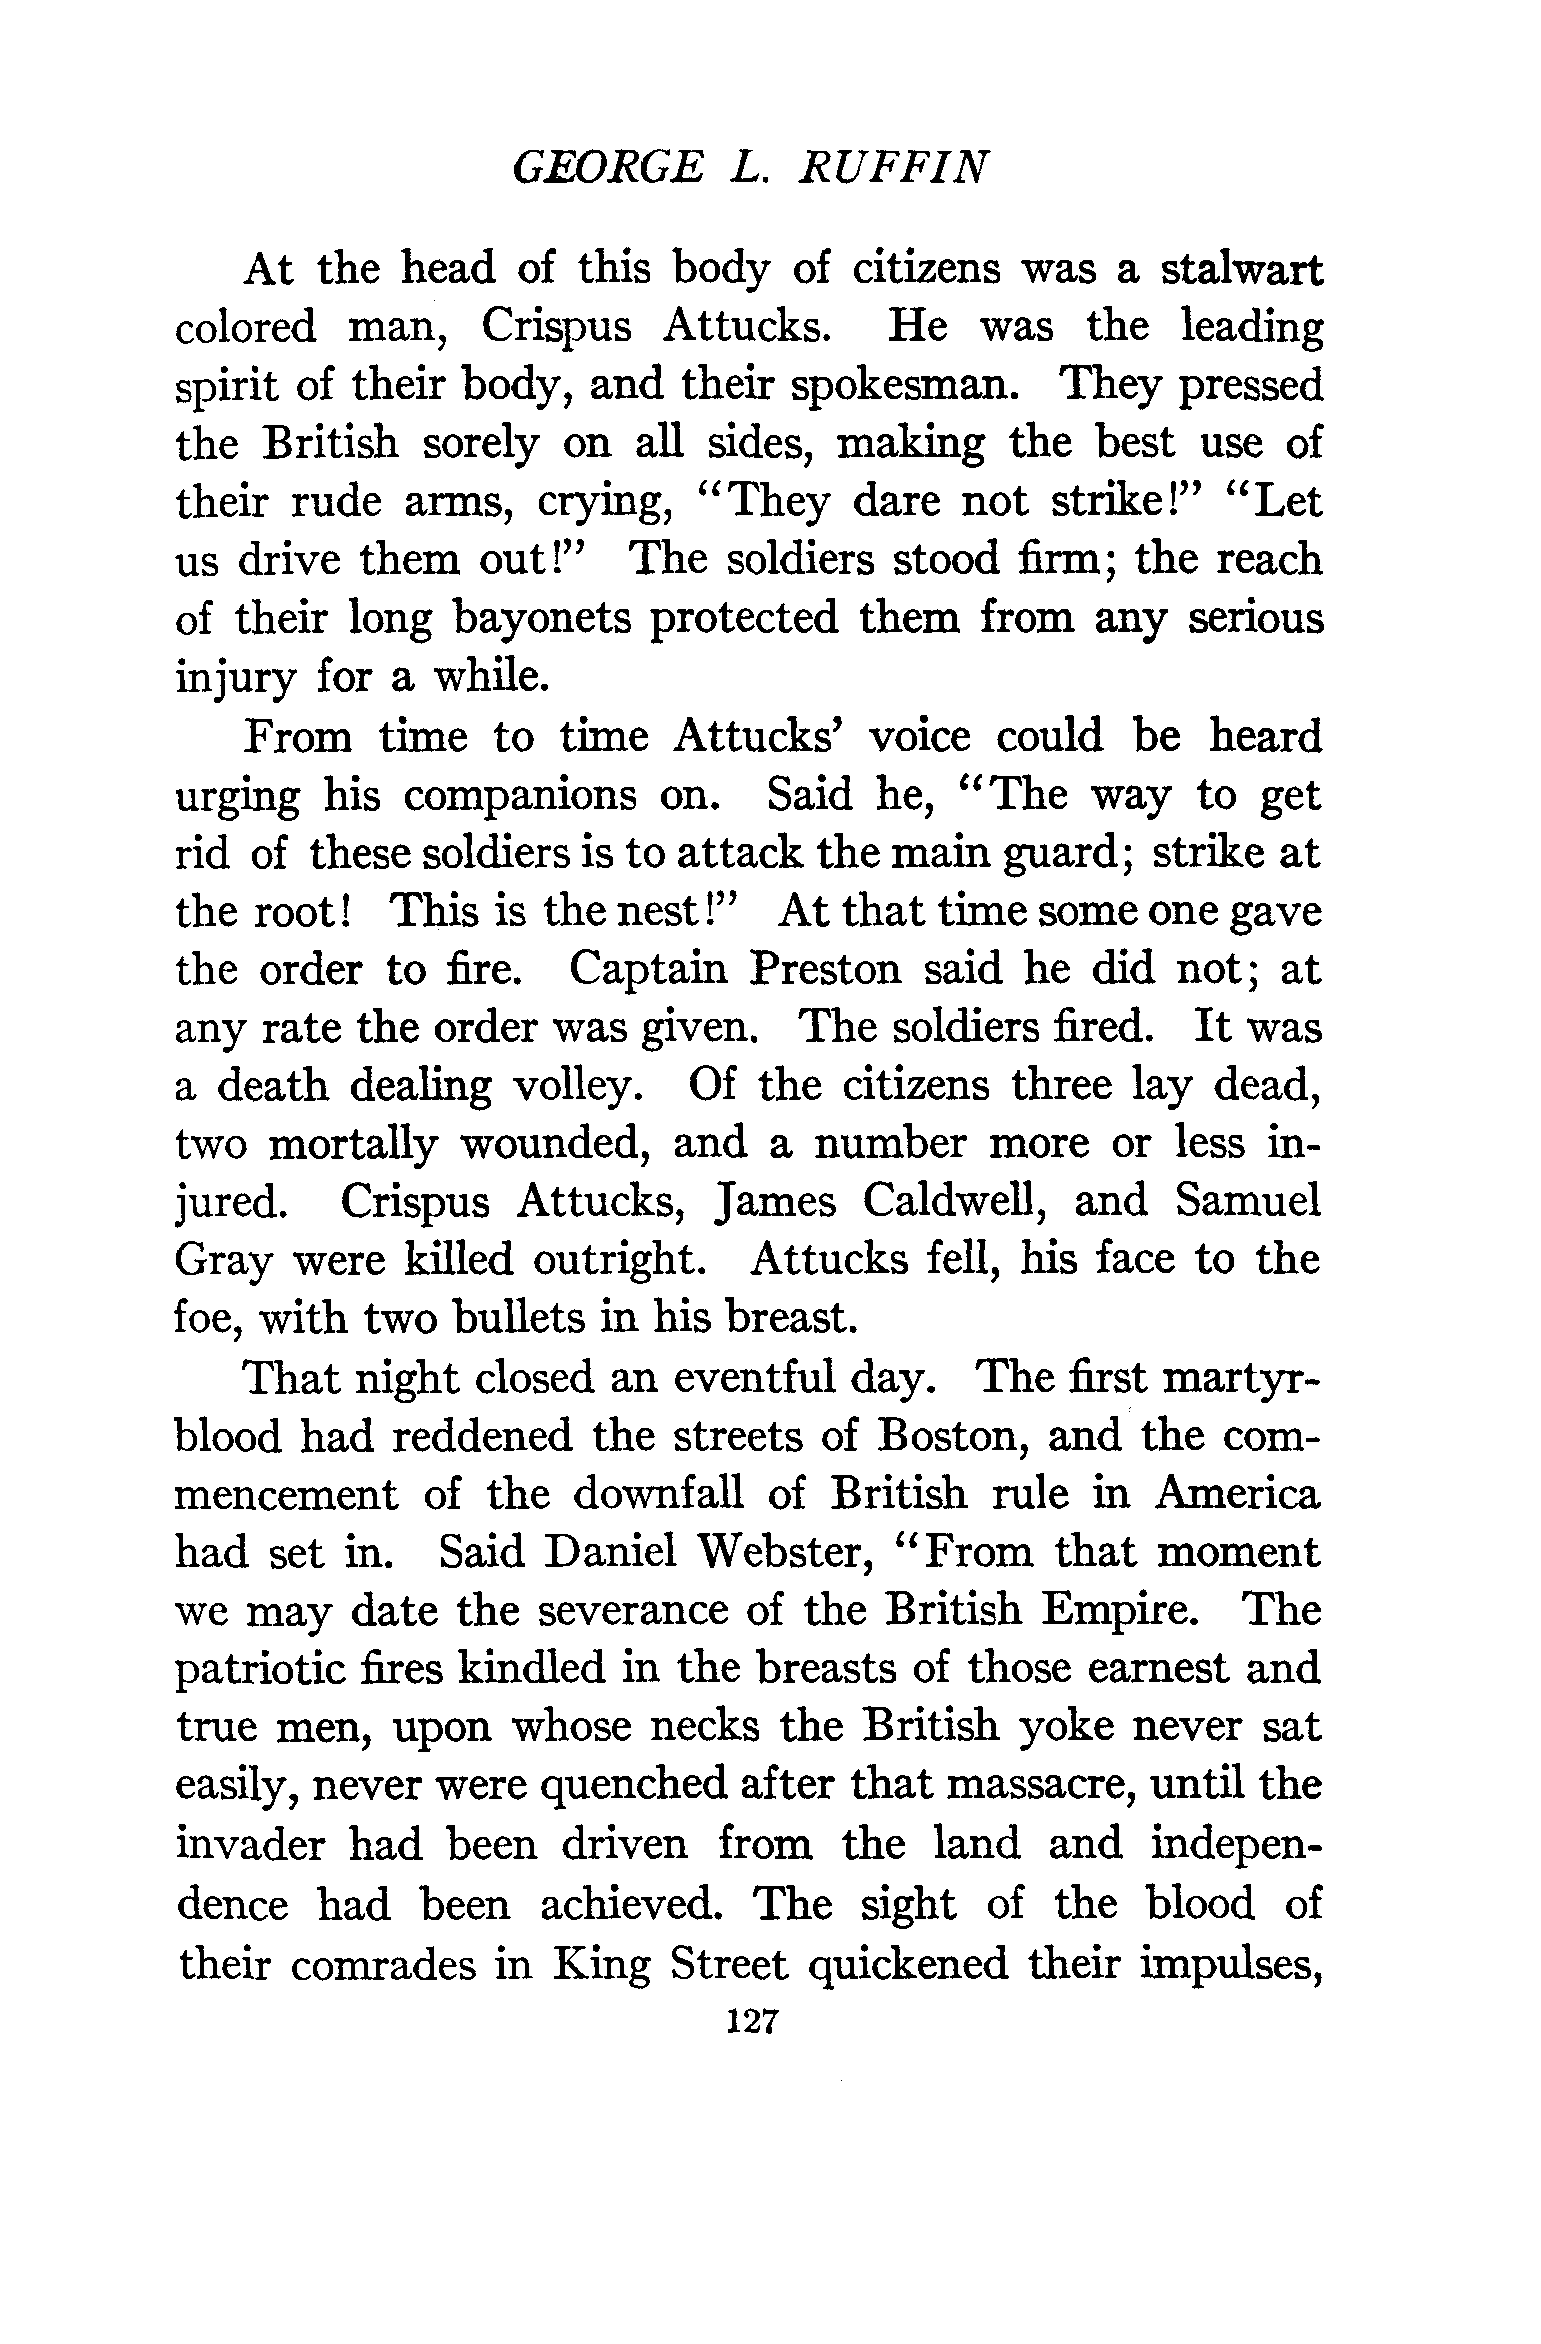 GEORGE L. RUFFIN
At the head of this body of citizens was a stalwart
colored man, Crispus Attucks. He was the leading
spirit of their body, and their spokesman. They pressed
the British sorely on all sides, making the best use of
their rude arms, crying, “They dare not strike!” “Let
us drive them out!” The soldiers stood firm; the reach
of their long bayonets protected them from any serious
injury for a while.
From time to time Attucks’ voice could be heard
urging his companions on. Said he, “The way to get
rid of these soldiers is to attack the main guard; strike at
the root! This is the nest!” At that time some one gave
the order to fire. Captain Preston said he did not; at
any rate the order was given. The soldiers fired. It was
a death dealing volley. Of the citizens three lay dead,
two mortally wounded, and a number more or less in-
jured. Crispus Attucks, James Caldwell, and Samuel
Gray were killed outright. Attucks fell, his face to the
foe, with two bullets in his breast.
That night closed an eventful day. The first martyr-
blood had reddened the streets of Boston, and the com-
mencement of the downfall of British rule in America
had set in. Said Daniel Webster, “From that moment
we may date the severance of the British Empire. The
patriotic fires kindled in the breasts of those earnest and
true men, upon whose necks the British yoke never sat
easily, never were quenched after that massacre, until the
invader had been driven from the land and indepen-
dence had been achieved. The sight of the blood of
their comrades in King Street quickened their impulses,
127